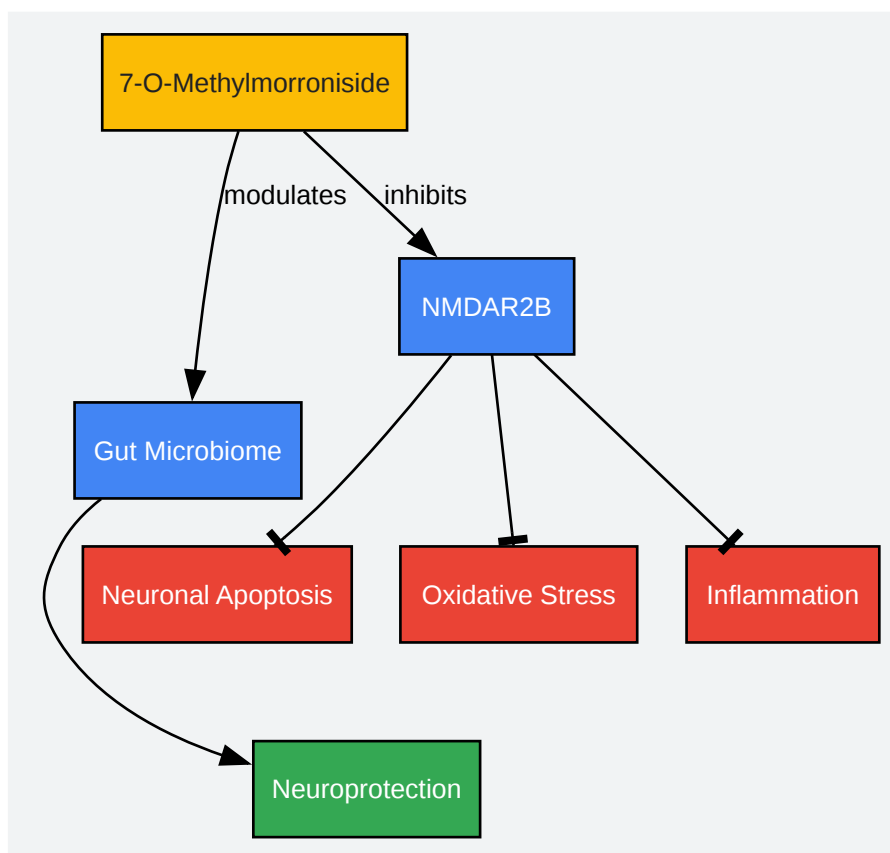 7-O-Methylmorroniside
modulates
inhibits
NMDAR2B
Gut Microbiome
Neuronal Apoptosis
Oxidative Stress
Inflammation
Neuroprotection